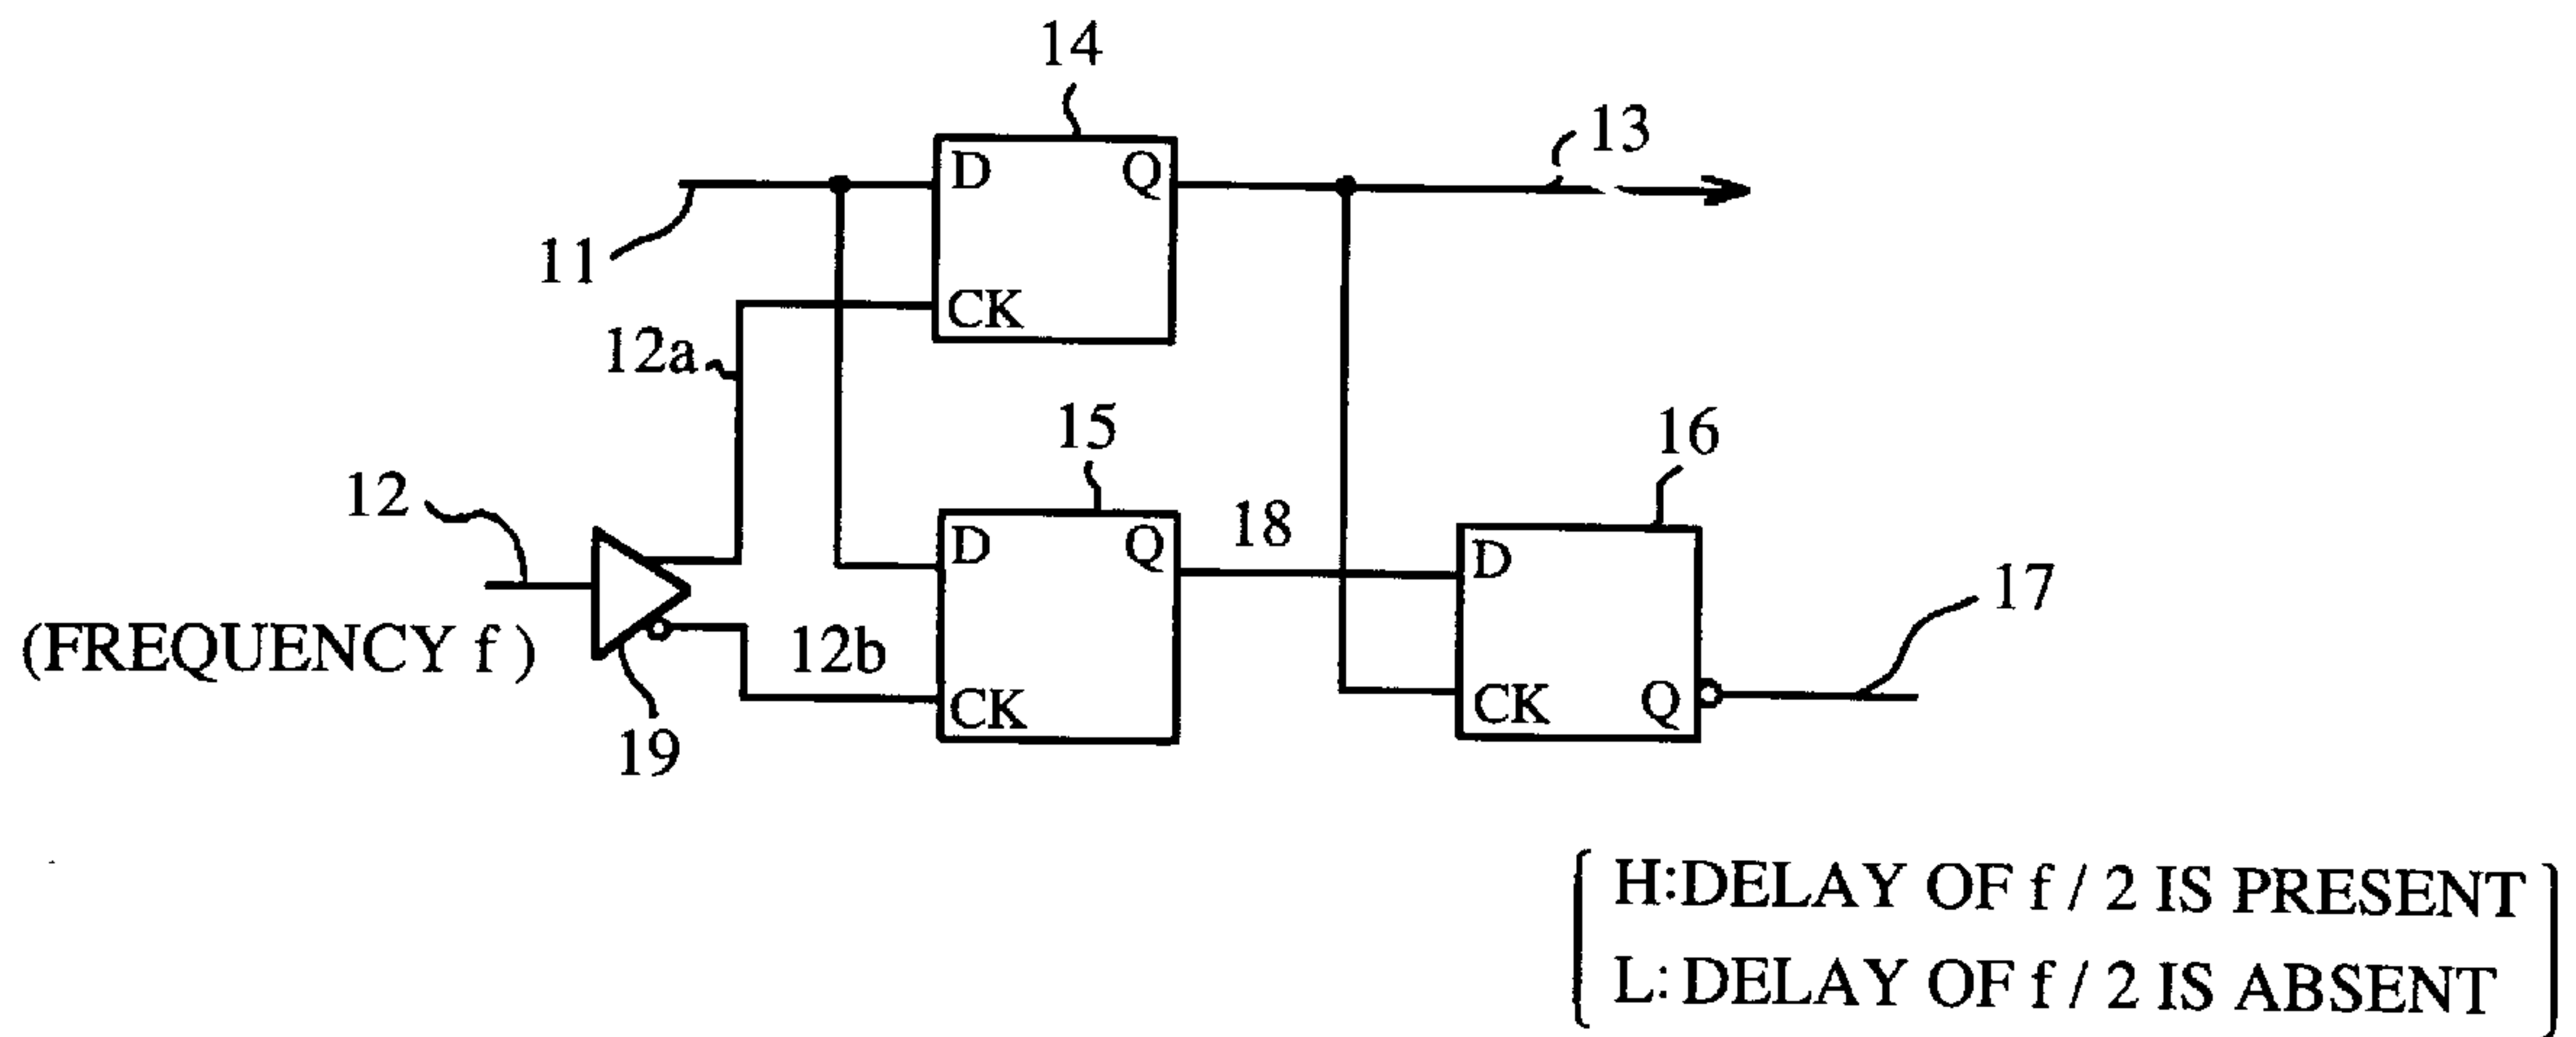 14
D Q
13
11
CK
12a
15
16
12
D Q
18
D
17
(FREQUENCY f )
12b
CK
CK Q
19
H:DELAY OF f / 2 IS PRESENT
L: DELAY OF f / 2 IS ABSENT